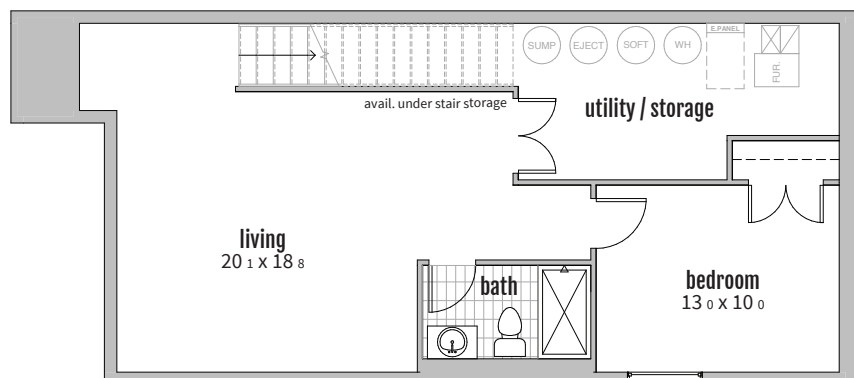 SUMP EJECT SOFT WH E.PANEL
FUR.
avail. under stair storage
utility / storage
living
20 1 x 18 8
bath
bedroom
13 0 x 10 0